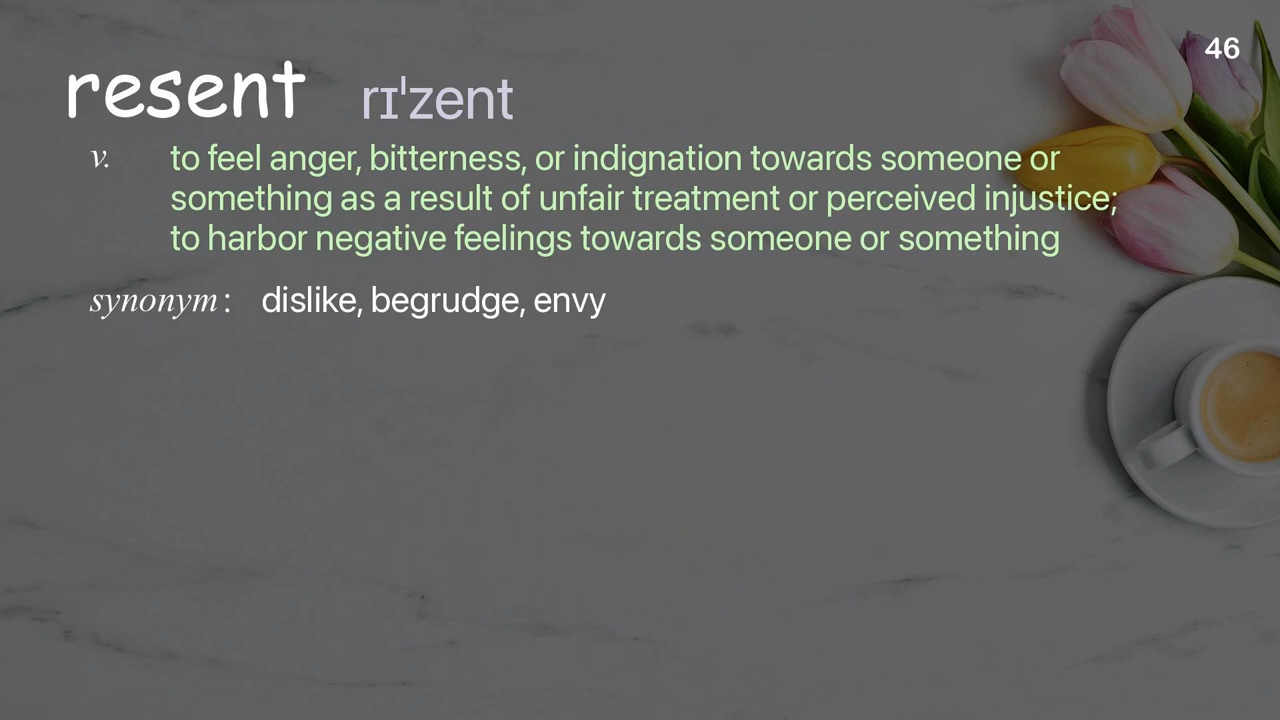 46
resent rɪˈzent
v. to feel anger, bitterness, or indignation towards someone or
something as a result of unfair treatment or perceived injustice;
to harbor negative feelings towards someone or something
synonym: dislike, begrudge, envy